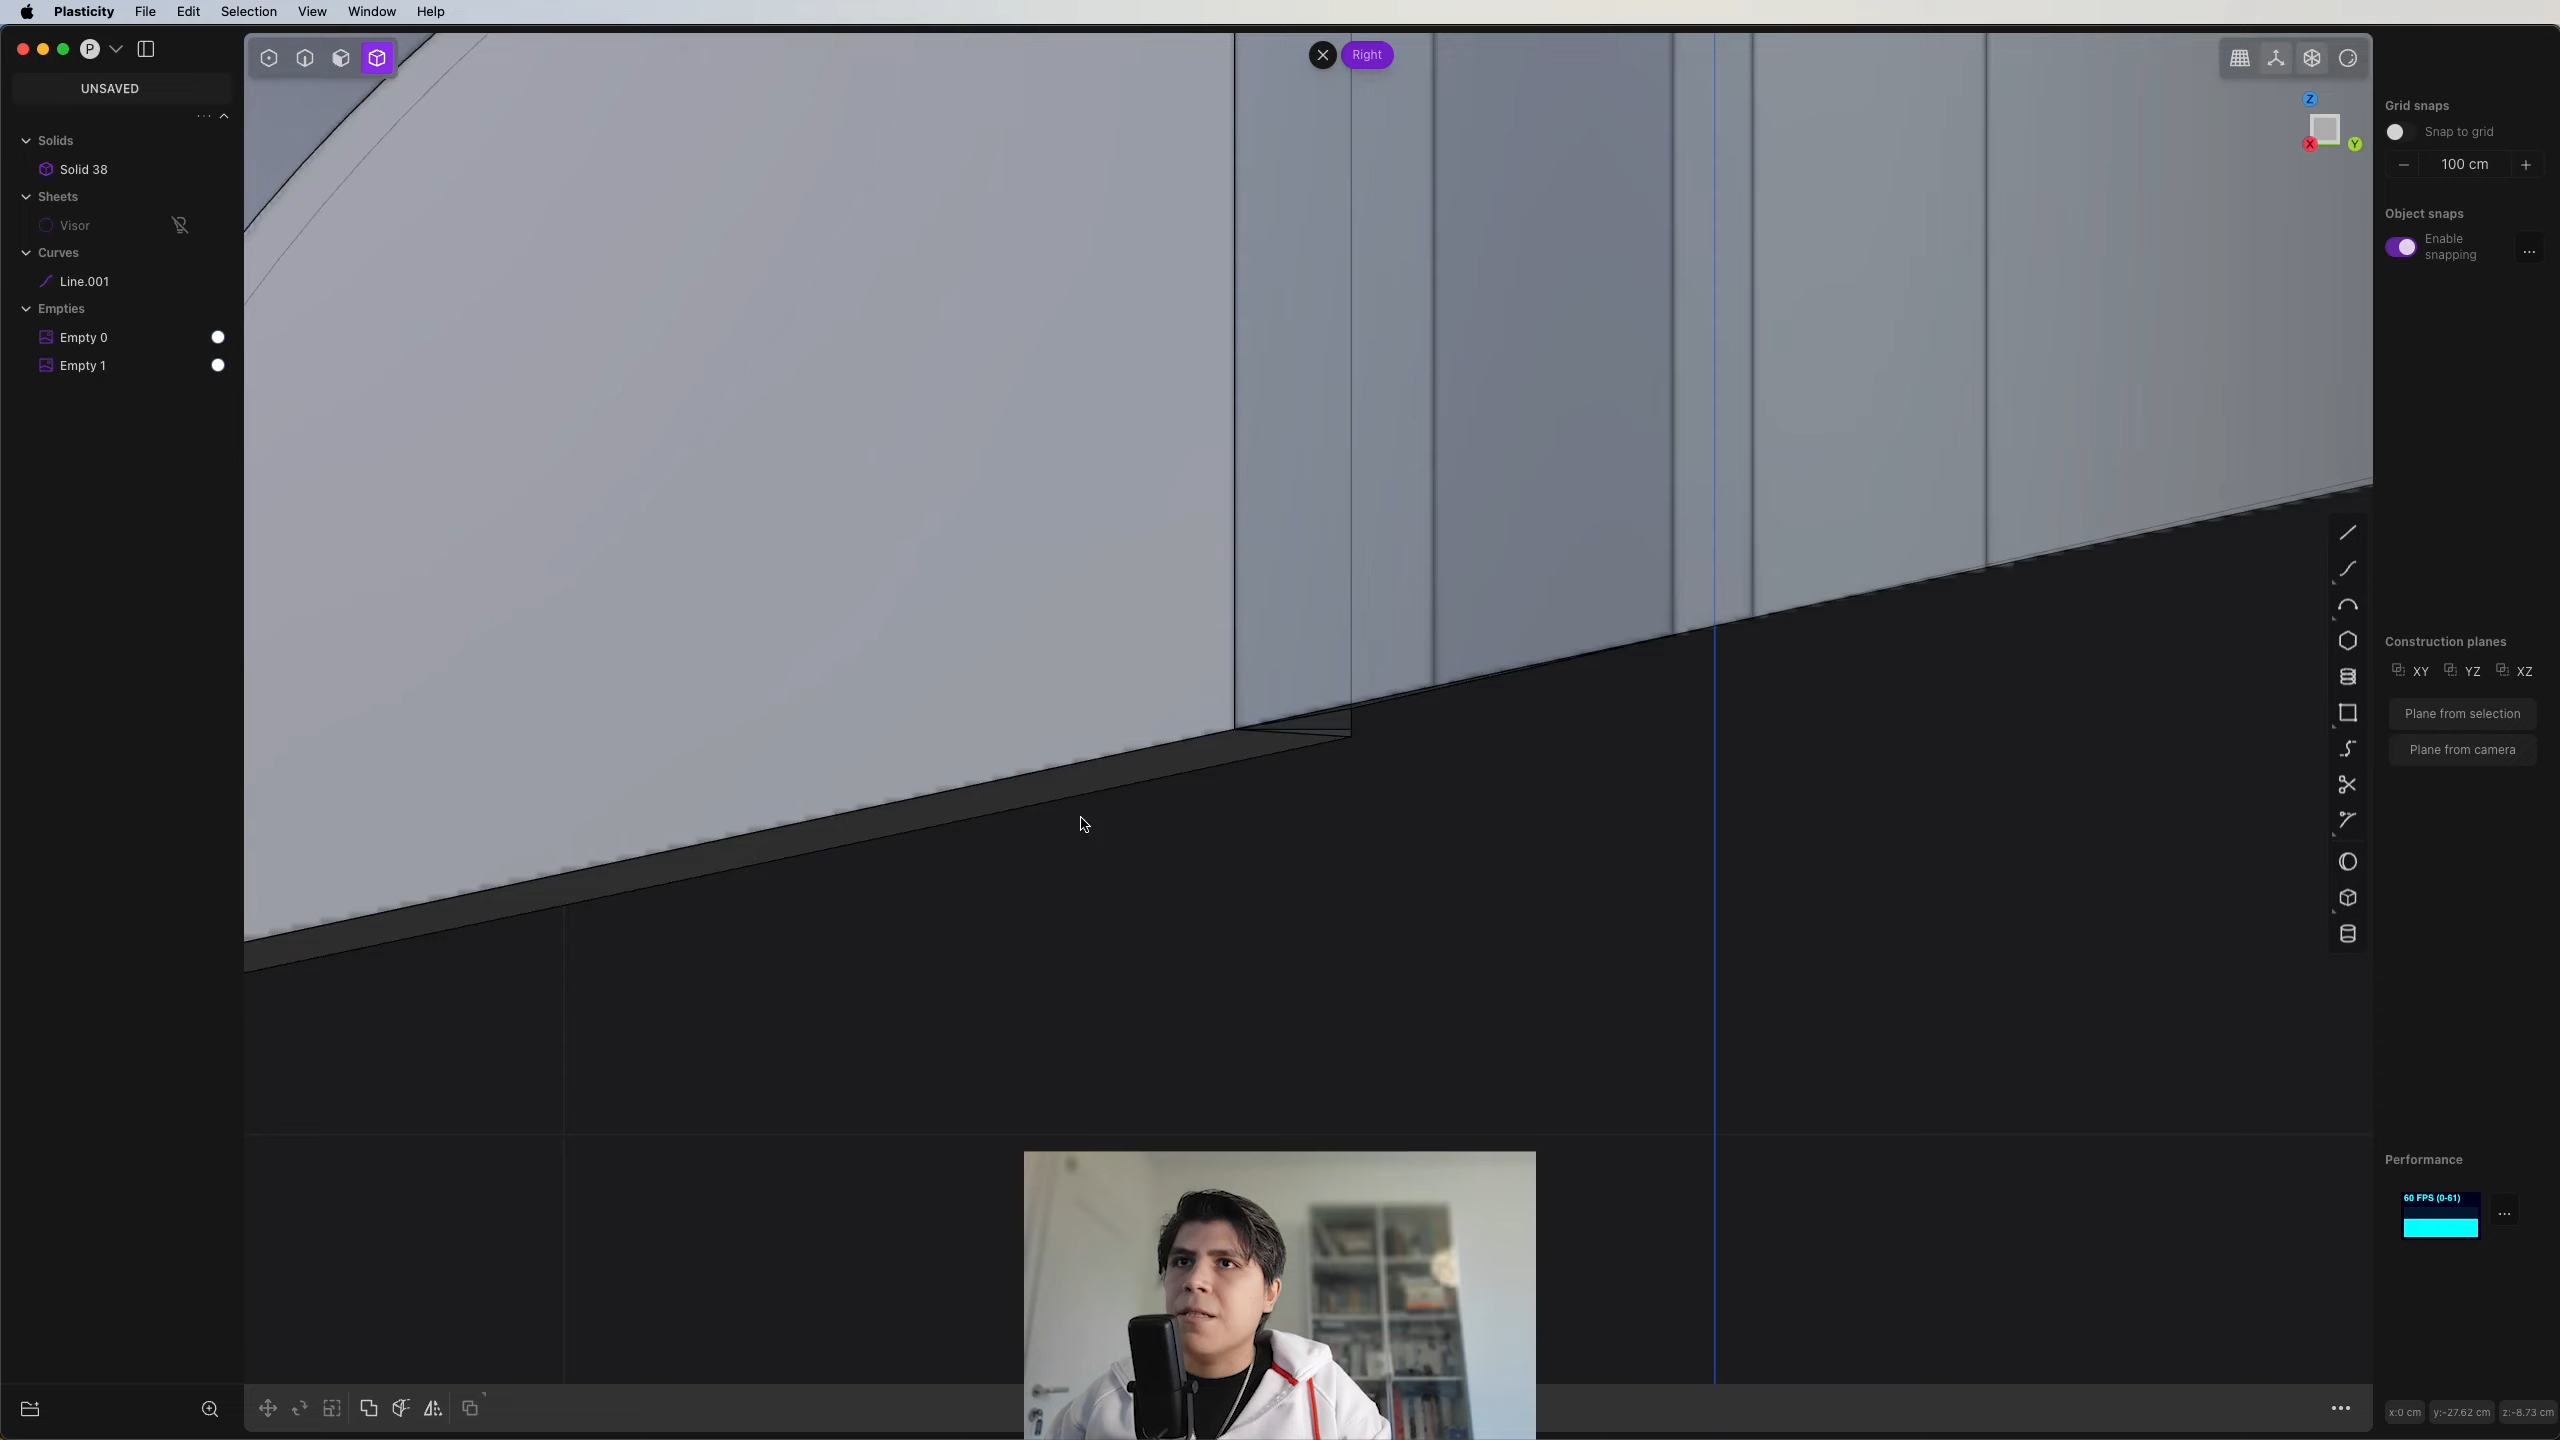 Plasticity File Edit Selection View Window Help
P
UNSAVED
Right
Z
X
Y
Solids
Solid 38
Sheets
Visor
Curves
Line.001
Empties
Empty 0
Empty 1
Grid snaps
Snap to grid
100 cm
Object snaps
Enable
snapping
Construction planes
XY YZ XZ
Plane from selection
Plane from camera
Performance
60 FPS (0-61)
x:0 cm y:-27.62 cm z:-8.73 cm